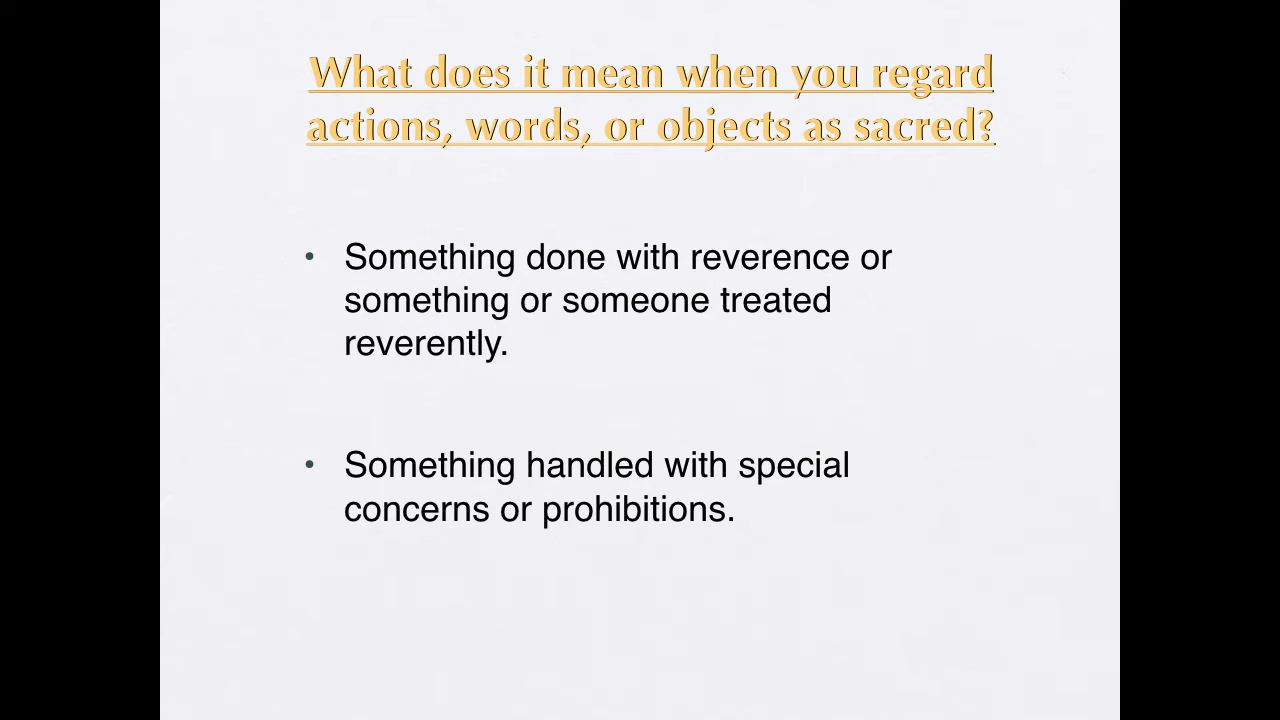 What does it mean when you regard
actions, words, or objects as sacred?
• Something done with reverence or
something or someone treated
reverently.
• Something handled with special
concerns or prohibitions.